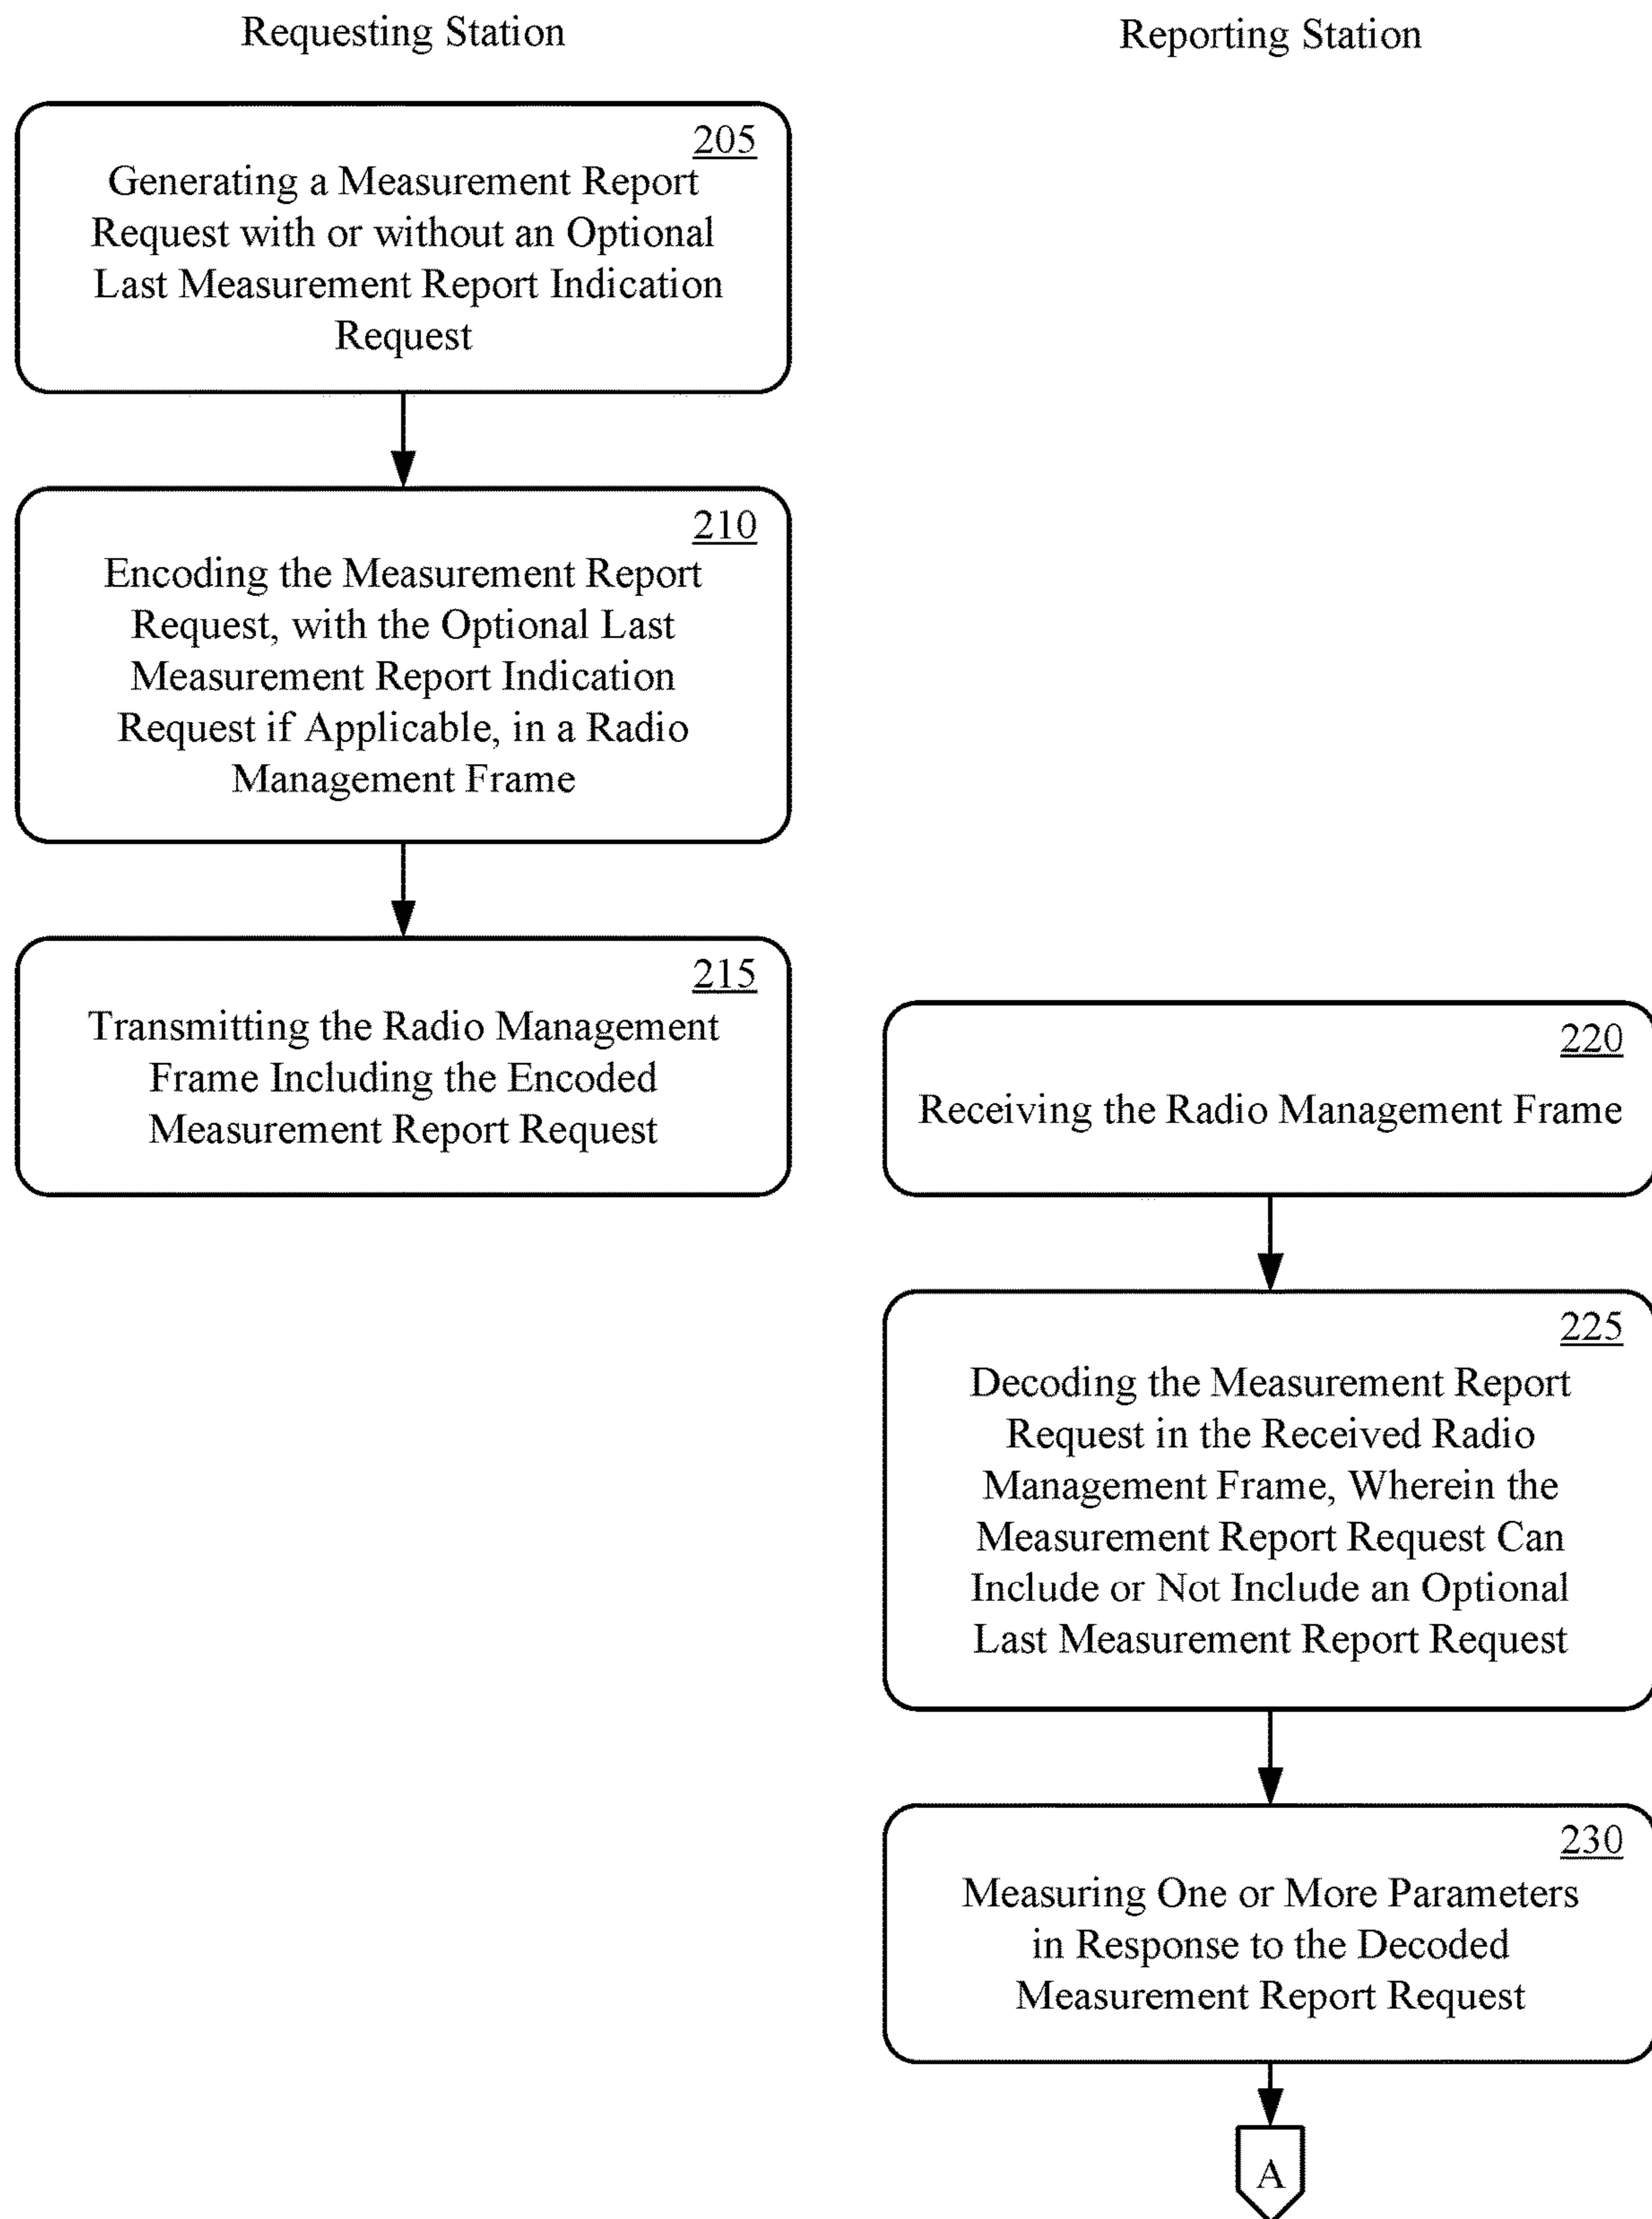 Requesting Station
Reporting Station
205
Generating a Measurement Report
Request with or without an Optional
Last Measurement Report Indication
Request
210
Encoding the Measurement Report
Request, with the Optional Last
Measurement Report Indication
Request if Applicable, in a Radio
Management Frame
215
Transmitting the Radio Management
Frame Including the Encoded
Measurement Report Request
220
Receiving the Radio Management Frame
225
Decoding the Measurement Report
Request in the Received Radio
Management Frame, Wherein the
Measurement Report Request Can
Include or Not Include an Optional
Last Measurement Report Request
230
Measuring One or More Parameters
in Response to the Decoded
Measurement Report Request
A